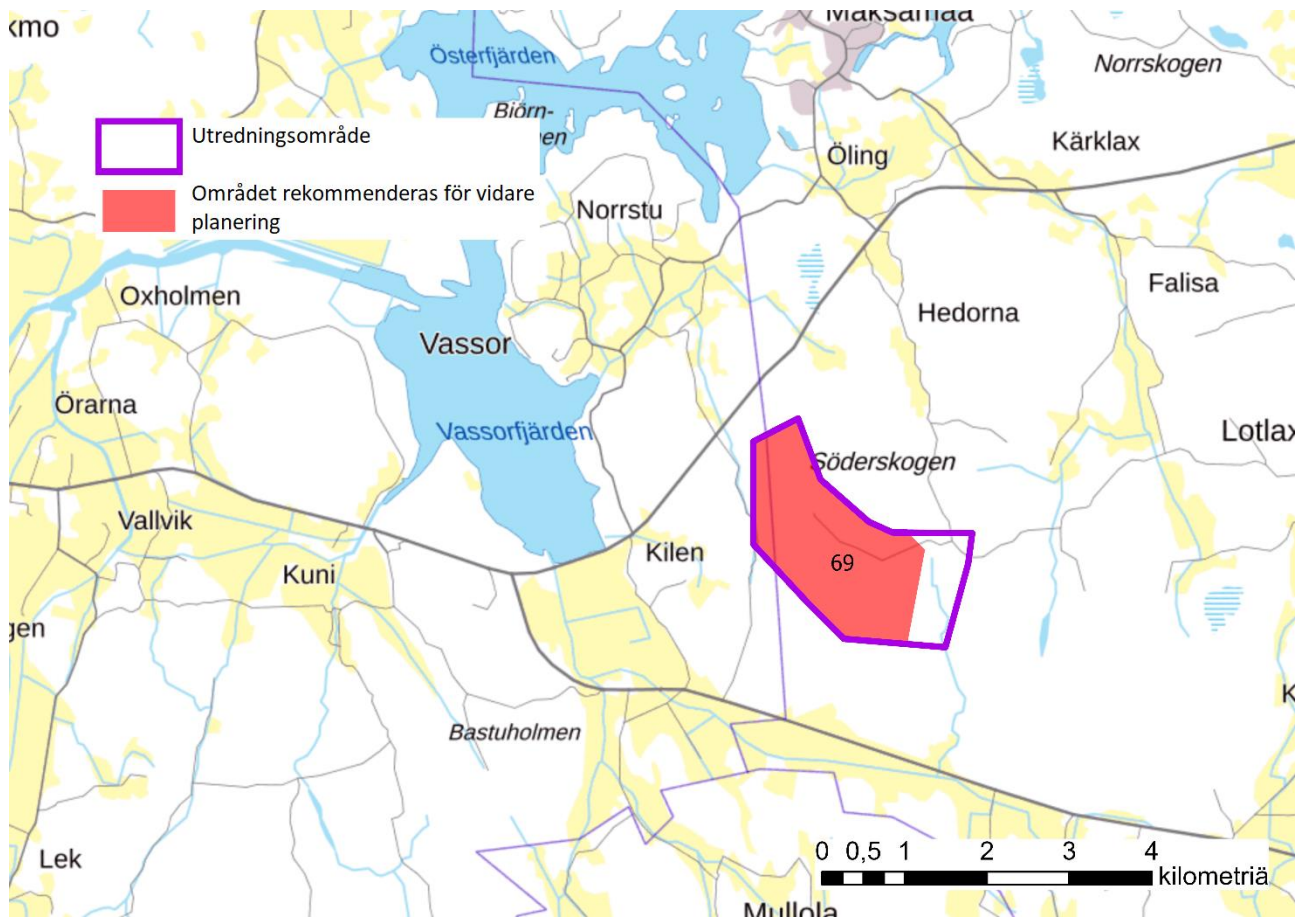 Maksamaa
kmo
Österfjärden
Norrskogen
Björn-
Utredningsområde
Kärklax
Öling
Området rekommenderas för vidare
planering
Norrstu
Falisa
Oxholmen
Hedorna
Vassor
Örarna
Vassorfjärden
Lotlax
Söderskogen
Vallvik
Kilen
69
Kuni
gen
K
Bastuholmen
0 0,5 1 2 3 4
kilometriä
Lek
Mullola